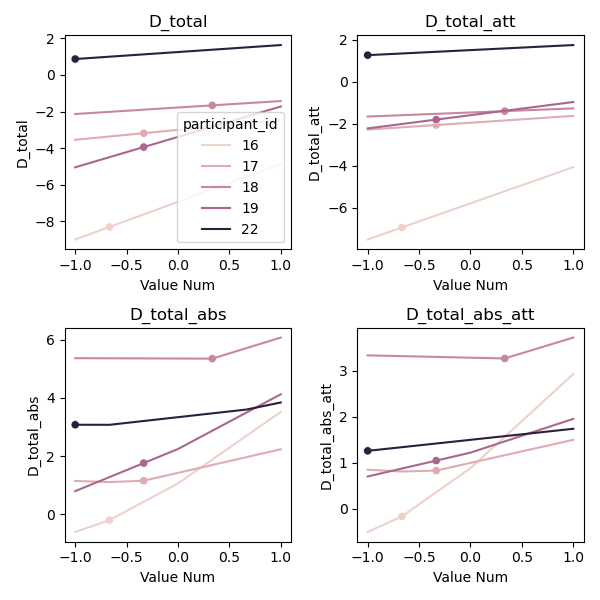 D_total
D_total
2
0
−2
−4
−6
−8
participant_id
16
17
18
19
22
−1.0 −0.5 0.0 0.5 1.0
Value Num
D_total_att
D_total_att
2
0
−2
−4
−6
−1.0 −0.5 0.0 0.5 1.0
Value Num
D_total_abs
D_total_abs
6
4
2
0
−1.0 −0.5 0.0 0.5 1.0
Value Num
D_total_abs_att
D_total_abs_att
3
2
1
0
−1.0 −0.5 0.0 0.5 1.0
Value Num